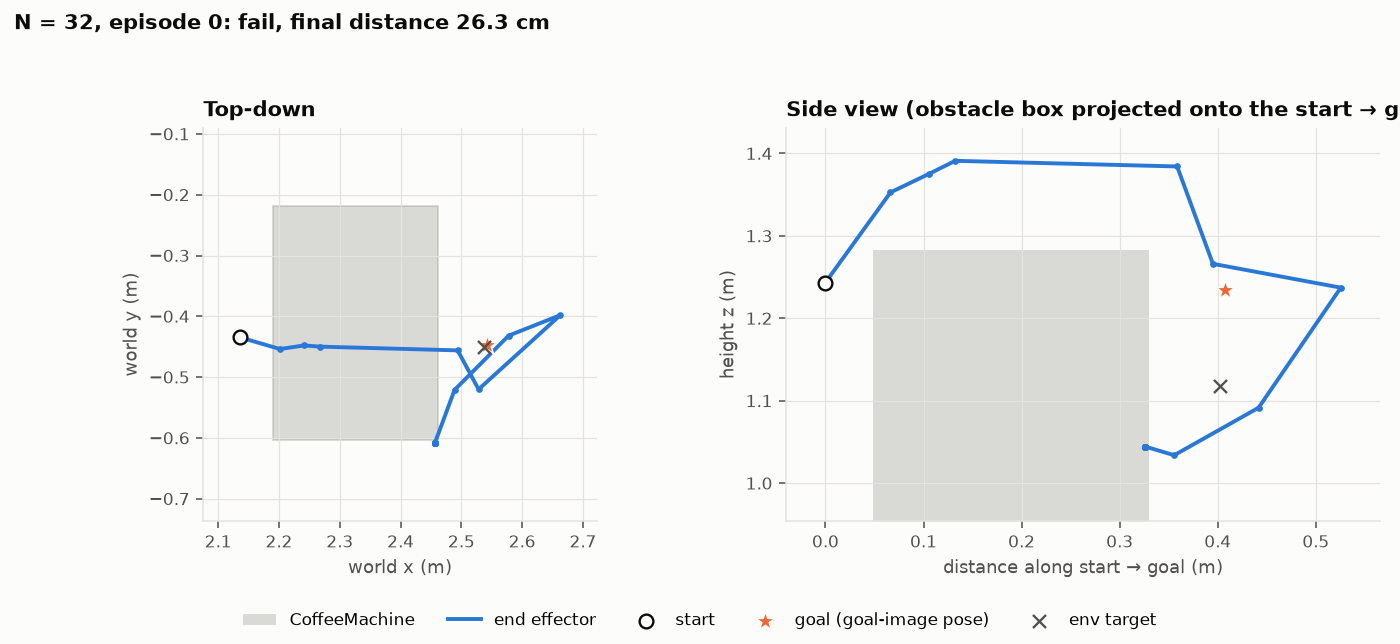 N = 32, episode 0: fail, final distance 26.3 cm
Top-down
−0.1
−0.2
−0.3
−0.4
−0.5
−0.6
−0.7
world y (m)
2.1 2.2 2.3 2.4 2.5 2.6 2.7
world x (m)
Side view (obstacle box projected onto the start → g
1.4
1.3
1.2
1.1
1.0
height z (m)
0.0 0.1 0.2 0.3 0.4 0.5
distance along start → goal (m)
CoffeeMachine end effector start goal (goal-image pose) env target